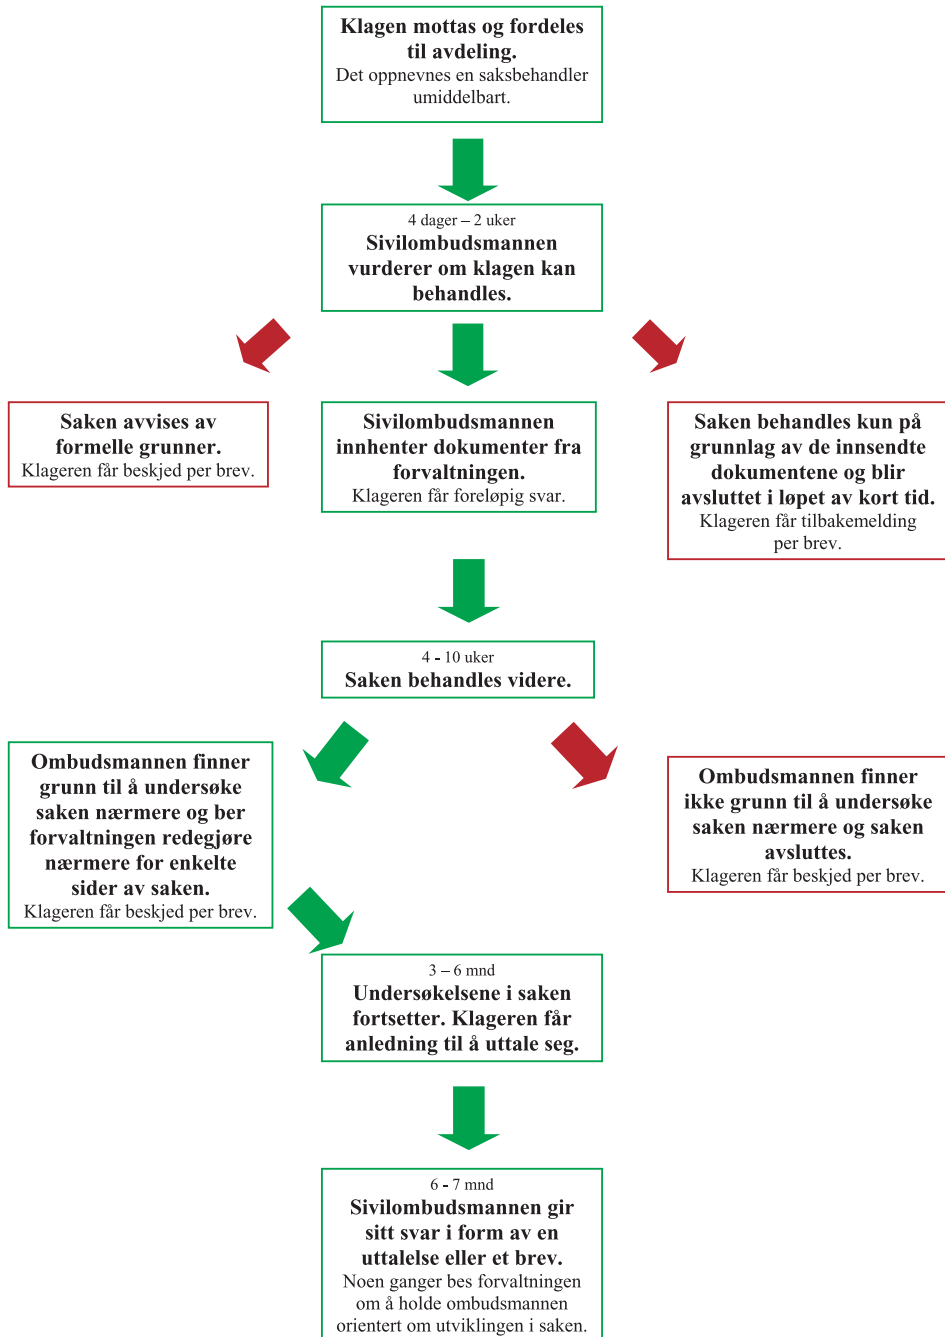 Klagen mottas og fordeles
til avdeling.
Det oppnevnes en saksbehandler
umiddelbart.
4 dager – 2 uker
Sivilombudsmannen
vurderer om klagen kan
behandles.
Saken avvises av
formelle grunner.
Klageren får beskjed per brev.
Sivilombudsmannen
innhenter dokumenter fra
forvaltningen.
Klageren får foreløpig svar.
Saken behandles kun på
grunnlag av de innsendte
dokumentene og blir
avsluttet i løpet av kort tid.
Klageren får tilbakemelding
per brev.
4 - 10 uker
Saken behandles videre.
Ombudsmannen finner
grunn til å undersøke
saken nærmere og ber
forvaltningen redegjøre
nærmere for enkelte
sider av saken.
Klageren får beskjed per brev.
Ombudsmannen finner
ikke grunn til å undersøke
saken nærmere og saken
avsluttes.
Klageren får beskjed per brev.
3 – 6 mnd
Undersøkelsene i saken
fortsetter. Klageren får
anledning til å uttale seg.
6 - 7 mnd
Sivilombudsmannen gir
sitt svar i form av en
uttalelse eller et brev.
Noen ganger bes forvaltningen
om å holde ombudsmannen
orientert om utviklingen i saken.